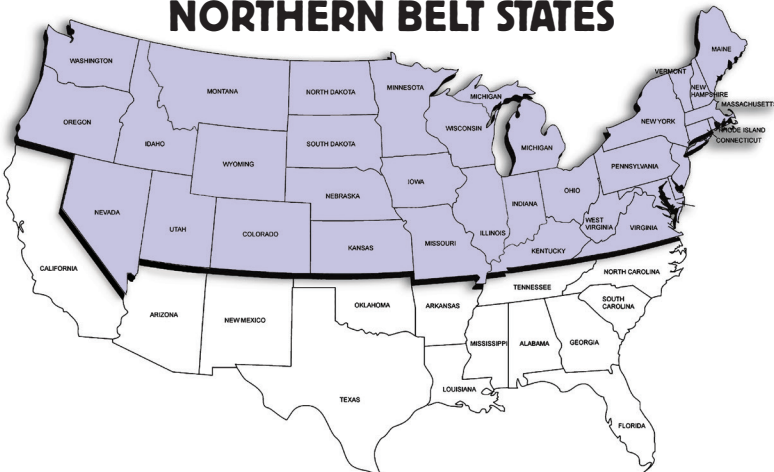 NORTHERN BELT STATES
MAINE
WASHINGTON
VERMONT
NEW
HAMPSHIRE
MASSACHUSETT
MONTANA
NORTH DAKOTA
MINNESOTA
MICHIGAN
OREGON
WISCONSIN
NEW YORK
RHODE ISLAND
CONNECTICUT
IDAHO
SOUTH DAKOTA
MICHIGAN
WYOMING
PENNSYLVANIA
IOWA
NEBRASKA
OHIO
INDIANA
NEVADA
UTAH
COLORADO
KANSAS
MISSOURI
ILLINOIS
WEST
VIRGINIA
VIRGINIA
KENTUCKY
CALIFORNIA
NORTH CAROLINA
TENNESSEE
ARIZONA
NEW MEXICO
OKLAHOMA
ARKANSAS
SOUTH
CAROLINA
MISSISSIPPI
ALABAMA
GEORGIA
LOUISIANA
TEXAS
FLORIDA